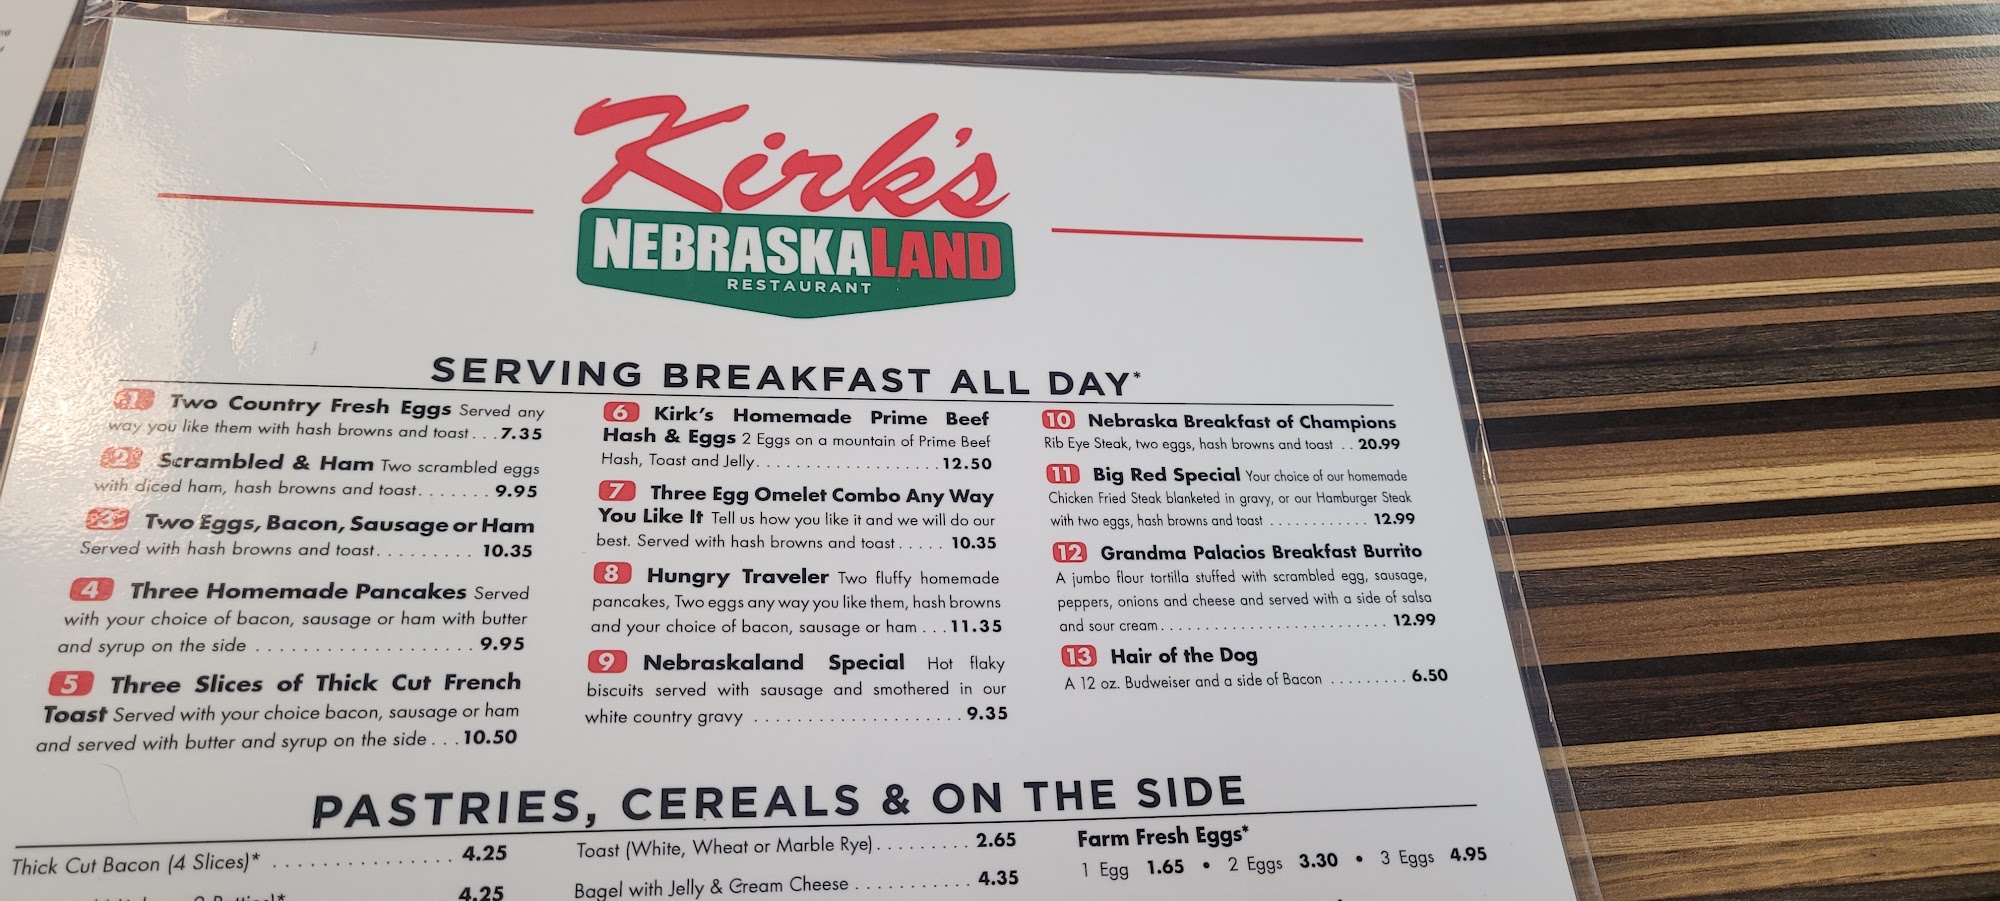 Kirk's
NEBRASKALAND
RESTAURANT
SERVING BREAKFAST ALL DAY*
1 Two Country Fresh Eggs Served any
way you like them with hash browns and toast...7.35
2 Scrambled & Ham Two scrambled eggs
with diced ham, hash browns and toast.......9.95
3 Two Eggs, Bacon, Sausage or Ham
Served with hash browns and toast.........10.35
4 Three Homemade Pancakes Served
with your choice of bacon, sausage or ham with butter
and syrup on the side ...................9.95
5 Three Slices of Thick Cut French
Toast Served with your choice bacon, sausage or ham
and served with butter and syrup on the side...10.50
6 Kirk's Homemade Prime Beef
Hash & Eggs 2 Eggs on a mountain of Prime Beef
Hash, Toast and Jelly....................12.50
7 Three Egg Omelet Combo Any Way
You Like It Tell us how you like it and we will do our
best. Served with hash browns and toast.....10.35
8 Hungry Traveler Two fluffy homemade
pancakes, Two eggs any way you like them, hash browns
and your choice of bacon, sausage or ham ...11.35
9 Nebraskaland Special Hot flaky
biscuits served with sausage and smothered in our
white country gravy .....................9.35
10 Nebraska Breakfast of Champions
Rib Eye Steak, two eggs, hash browns and toast ..20.99
11 Big Red Special Your choice of our homemade
Chicken Fried Steak blanketed in gravy, or our Hamburger Steak
with two eggs, hash browns and toast ............12.99
12 Grandma Palacios Breakfast Burrito
A jumbo flour tortilla stuffed with scrambled egg, sausage,
peppers, onions and cheese and served with a side of salsa
and sour cream.........................12.99
13 Hair of the Dog
A 12 oz. Budweiser and a side of Bacon .........6.50
PASTRIES, CEREALS & ON THE SIDE
Thick Cut Bacon (4 Slices)* ...............4.25
4.25
Toast (White, Wheat or Marble Rye).........2.65
Bagel with Jelly & Cream Cheese ...........4.35
Farm Fresh Eggs*
1 Egg 1.65 • 2 Eggs 3.30 • 3 Eggs 4.95